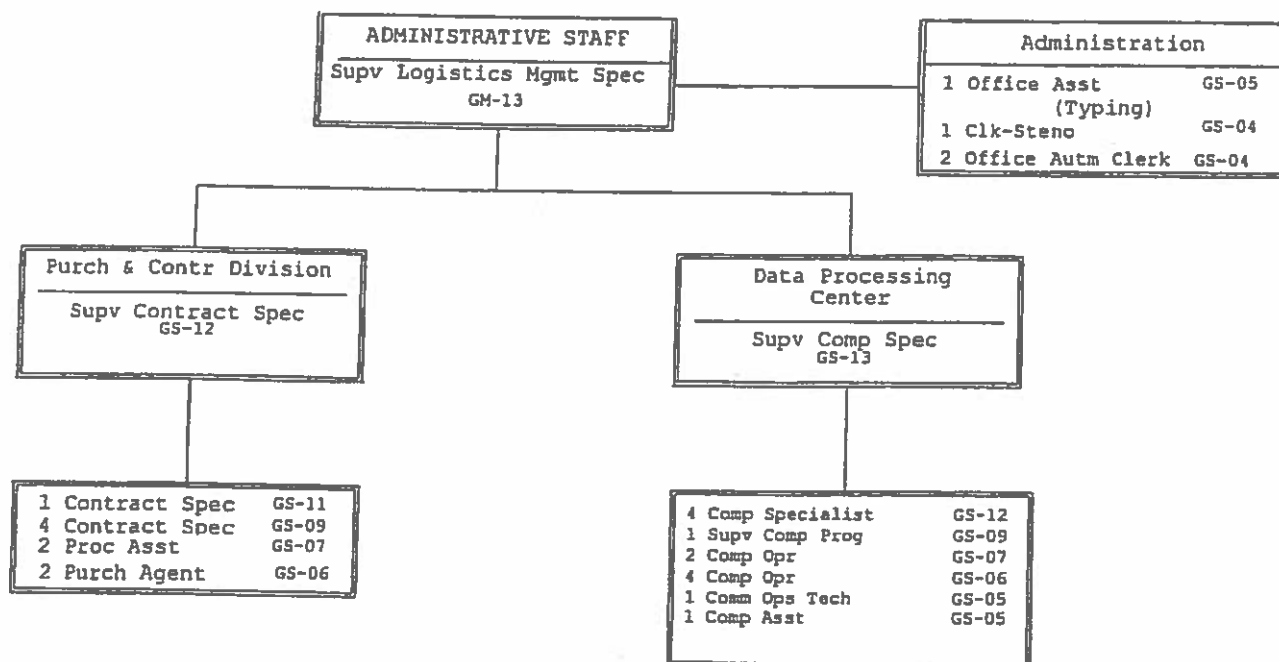 ADMINISTRATIVE STAFF
Supv Logistics Mgmt Spec
GM-13
Administration
1 Office Asst GS-05
(Typing)
1 Clk-Steno GS-04
2 Office Autm Clerk GS-04
Purch & Contr Division
Supv Contract Spec
GS-12
Data Processing
Center
Supv Comp Spec
GS-13
1 Contract Spec GS-11
4 Contract Spec GS-09
2 Proc Asst GS-07
2 Purch Agent GS-06
4 Comp Specialist GS-12
1 Supv Comp Prog GS-09
2 Comp Opr GS-07
4 Comp Opr GS-06
1 Comm Ops Tech GS-05
1 Comp Asst GS-05